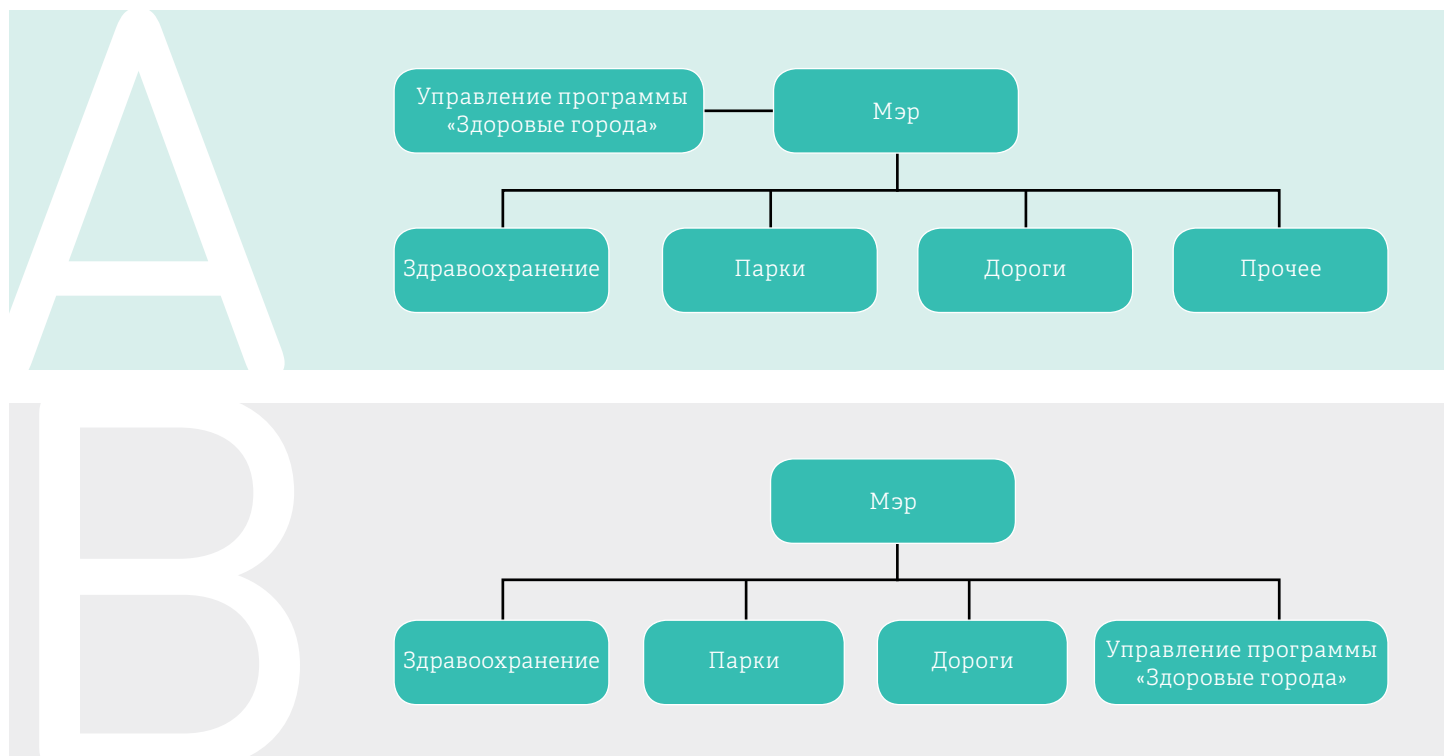 A
Управление программы
«Здоровые города»
Мэр
Здравоохранение
Парки
Дороги
Прочее
B
Мэр
Здравоохранение
Парки
Дороги
Управление программы
«Здоровые города»